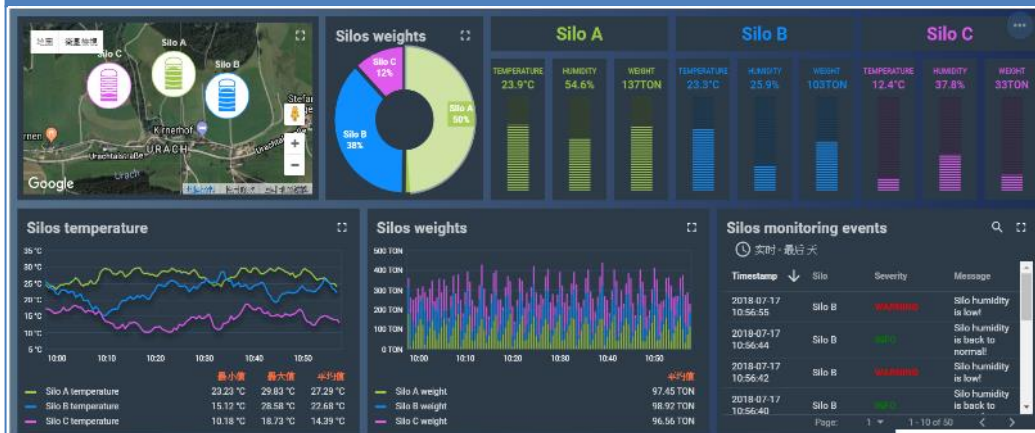 Silo A
Silo C
Silo B
Kirnerhof
URACH
Urachtalstraße
Urach
Google
Silos weights
Silo C
12%
Silo A
50%
Silo B
38%
Silo A
TEMPERATURE HUMIDITY WEIGHT
23.9°C 54.6% 137TON
Silo B
TEMPERATURE HUMIDITY WEIGHT
23.3°C 25.9% 103TON
Silo C
TEMPERATURE HUMIDITY WEIGHT
12.4°C 37.8% 33TON
Silos temperature
35 °C
30 °C
25 °C
20 °C
15 °C
10 °C
5 °C
10:00 10:10 10:20 10:30 10:40 10:50
最小值 最大值 平均值
Silo A temperature 23.23 °C 29.83 °C 27.29 °C
Silo B temperature 15.12 °C 28.58 °C 22.68 °C
Silo C temperature 10.18 °C 18.73 °C 14.39 °C
Silos weights
500 TON
400 TON
300 TON
200 TON
100 TON
0 TON
10:00 10:10 10:20 10:30 10:40 10:50
平均值
Silo A weight 97.45 TON
Silo B weight 98.92 TON
Silo C weight 96.56 TON
Silos monitoring events
实时 - 最后 天
Timestamp Silo Severity Message
2018-07-17 10:56:55 Silo B WARNING Silo humidity is low!
2018-07-17 10:56:44 Silo B INFO Silo humidity is back to normal!
2018-07-17 10:56:42 Silo B WARNING Silo humidity is low!
2018-07-17 10:56:40 Silo B INFO Silo humidity is back to
Page: 1 1 - 10 of 50